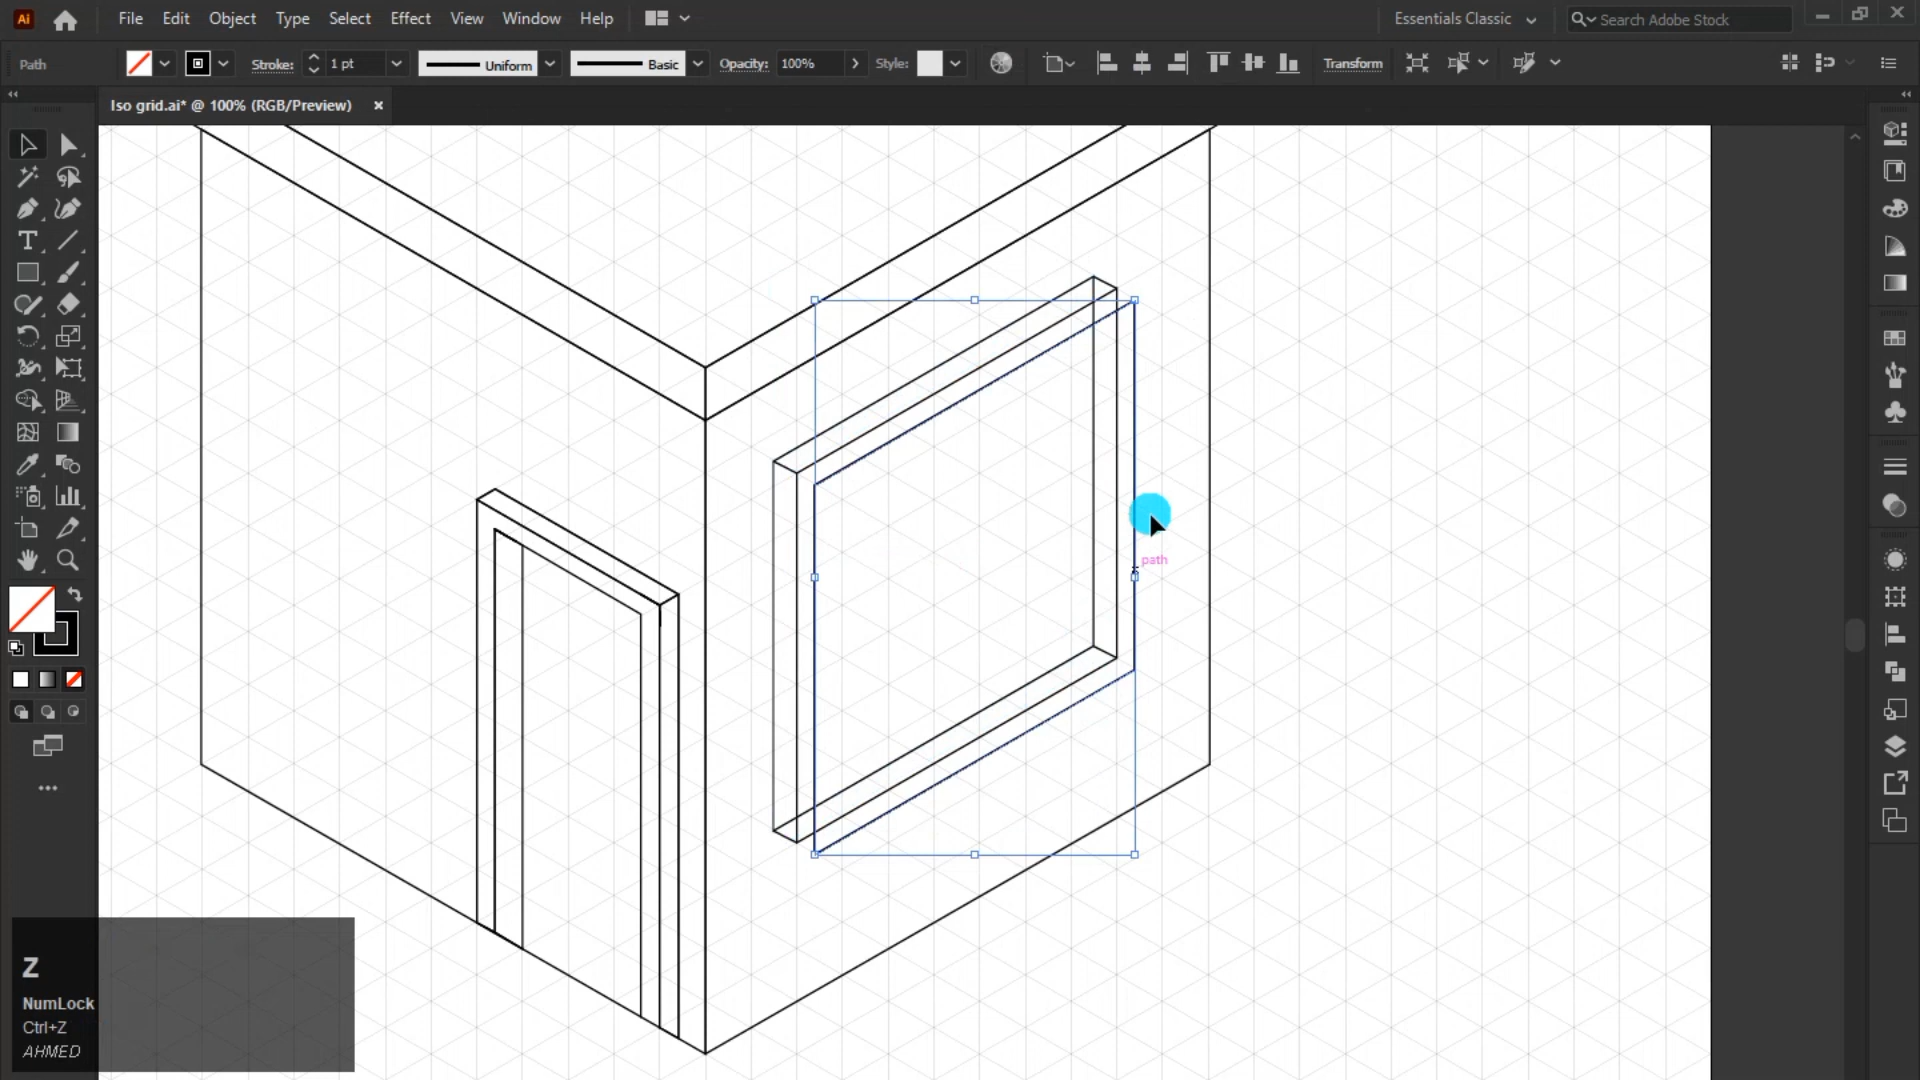 Ai File Edit Object Type Select Effect View Window Help Essentials Classic Search Adobe Stock
Path Stroke: 1 pt Uniform Basic Opacity: 100% Style: Transform
Iso grid.ai* @ 100% (RGB/Preview)
path
Z
NumLock
Ctrl+Z
AHMED